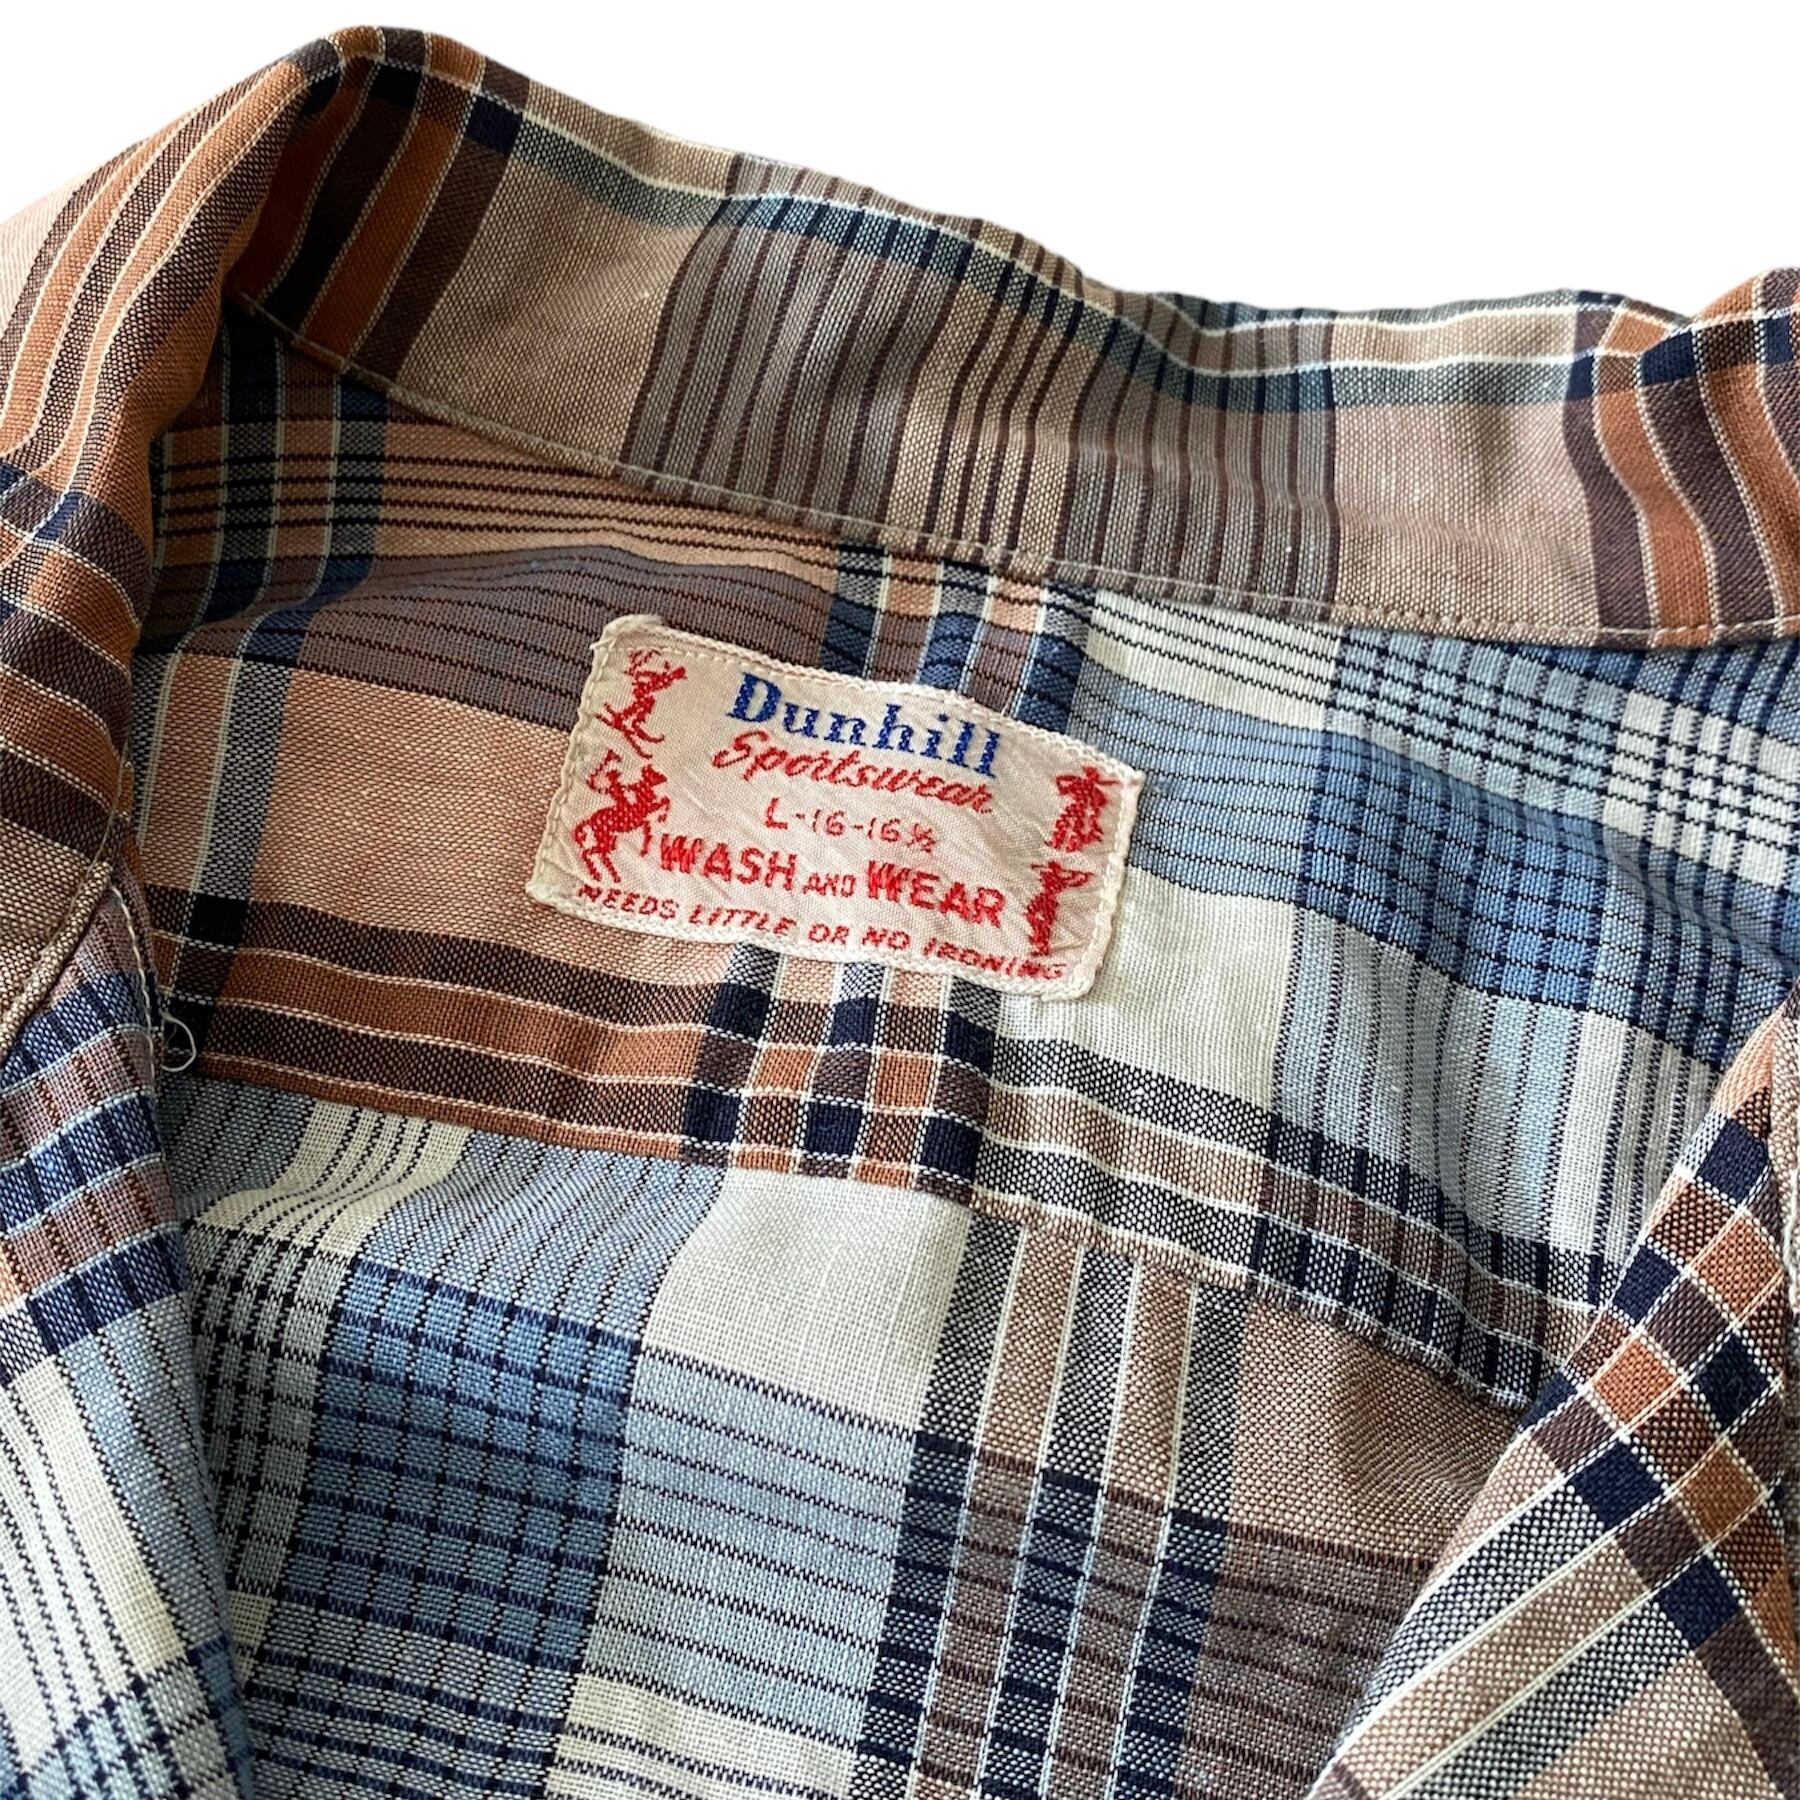 Dunhill
Sportswear
L-16-16½
WASH AND WEAR
NEEDS LITTLE OR NO IRONING